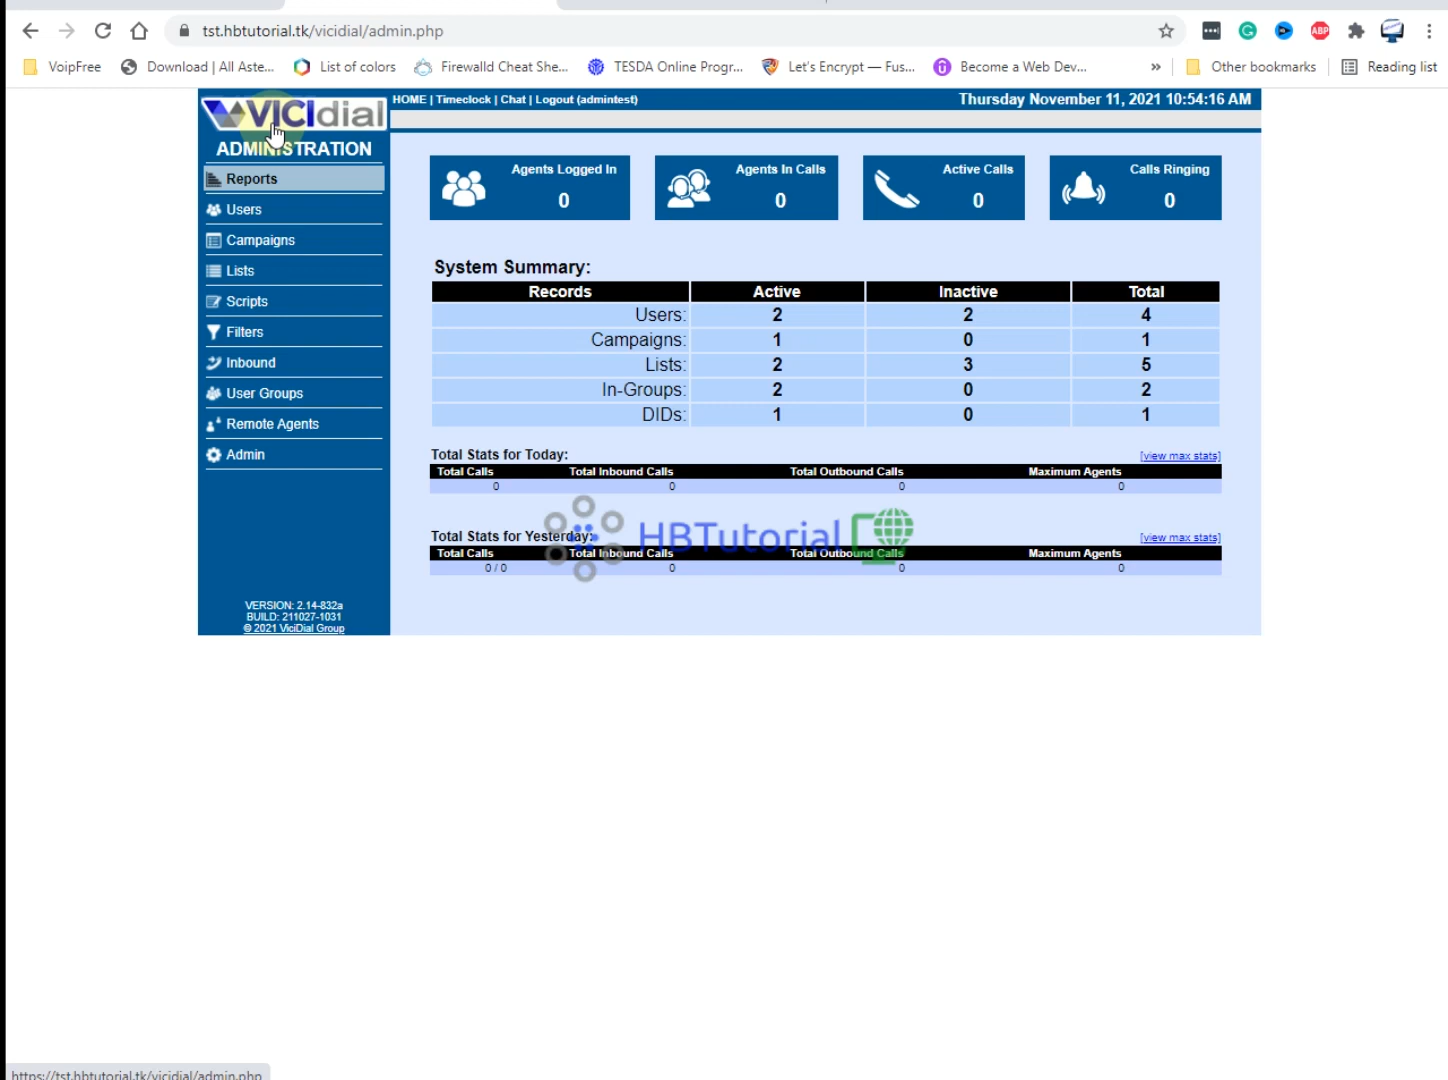 tst.hbtutorial.tk/vicidial/admin.php
ABP
VoipFree Download | All Aste... List of colors Firewalld Cheat She... TESDA Online Progr... Let's Encrypt — Fus... Become a Web Dev... » Other bookmarks Reading list
VICIdial
HOME | Timeclock | Chat | Logout (admintest) Thursday November 11, 2021 10:54:16 AM
ADMINISTRATION
Reports
Users
Campaigns
Lists
Scripts
Filters
Inbound
User Groups
Remote Agents
Admin
VERSION: 2.14-832a
BUILD: 211027-1031
© 2021 ViciDial Group
Agents Logged In
0
Agents In Calls
0
Active Calls
0
Calls Ringing
0
System Summary:
Records Active Inactive Total
Users: 2 2 4
Campaigns: 1 0 1
Lists: 2 3 5
In-Groups: 2 0 2
DIDs: 1 0 1
Total Stats for Today: [view max stats]
Total Calls Total Inbound Calls Total Outbound Calls Maximum Agents
0 0 0 0
HBTutorial
Total Stats for Yesterday: [view max stats]
Total Calls Total Inbound Calls Total Outbound Calls Maximum Agents
0 / 0 0 0 0
https://tst.hbtutorial.tk/vicidial/admin.php